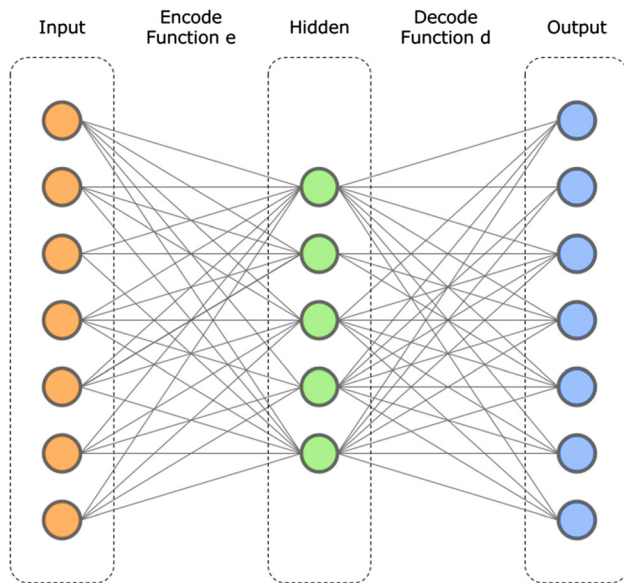 Input
Encode
Function e
Hidden
Decode
Function d
Output